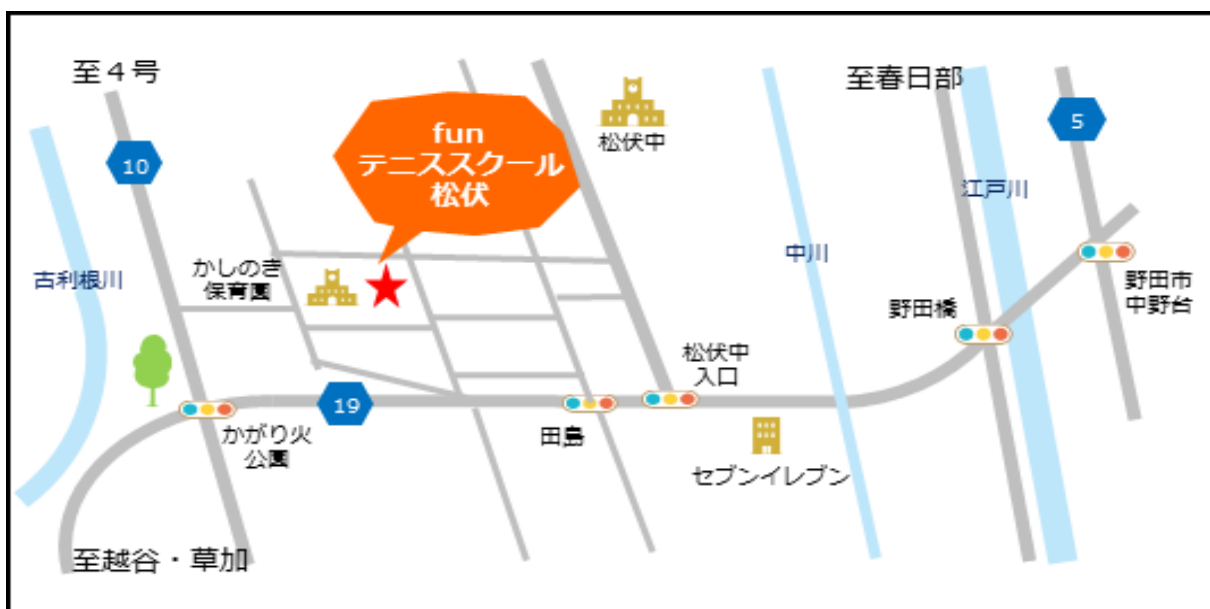 至4号
至春日部
5
fun
テニススクール
松伏
松伏中
10
江戸川
古利根川
かしのき
保育園
中川
野田市
中野台
野田橋
松伏中
入口
19
かがり火
公園
田島
セブンイレブン
至越谷・草加